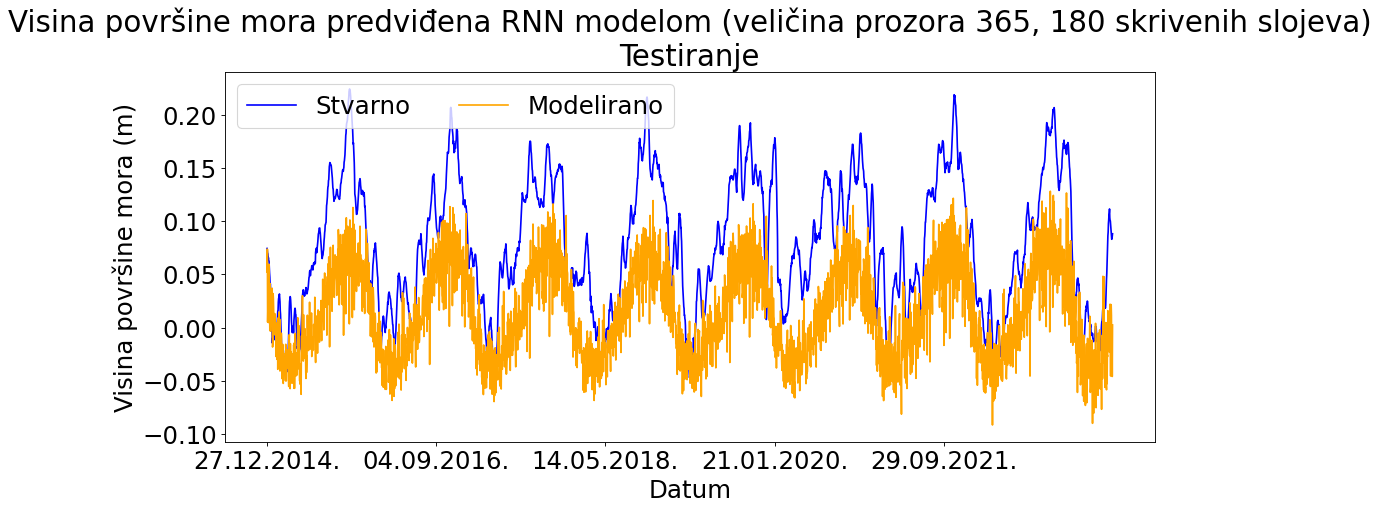 Visina površine mora predviđena RNN modelom (veličina prozora 365, 180 skrivenih slojeva)
Testiranje
Stvarno Modelirano
Visina površine mora (m)
0.20
0.15
0.10
0.05
0.00
−0.05
−0.10
27.12.2014. 04.09.2016. 14.05.2018. 21.01.2020. 29.09.2021.
Datum